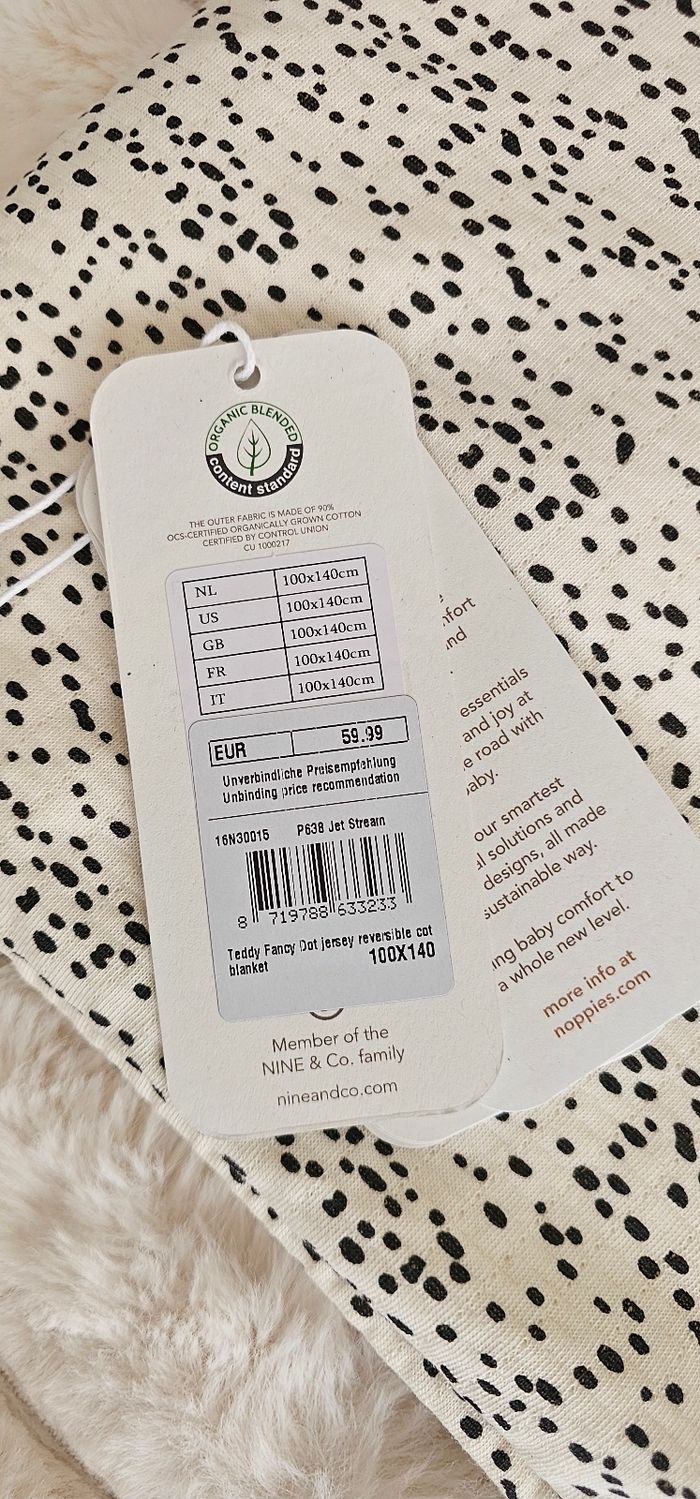 ORGANIC BLENDED
content standard
THE OUTER FABRIC IS MADE OF 90%
OCS-CERTIFIED ORGANICALLY GROWN COTTON
CERTIFIED BY CONTROL UNION
CU 1000217
NL 100x140cm
US 100x140cm
GB 100x140cm
FR 100x140cm
IT 100x140cm
EUR 59.99
Unverbindliche Preisempfehlung
Unbinding price recommendation
16N30015 P638 Jet Stream
8 719788 633233
Teddy Fancy Dot jersey reversible cot
blanket 100X140
Member of the
NINE & Co. family
nineandco.com
essentials
and joy at
road with
our smartest
solutions and
designs, all made
way.
baby comfort to
a whole new level.
more info at
noppies.com